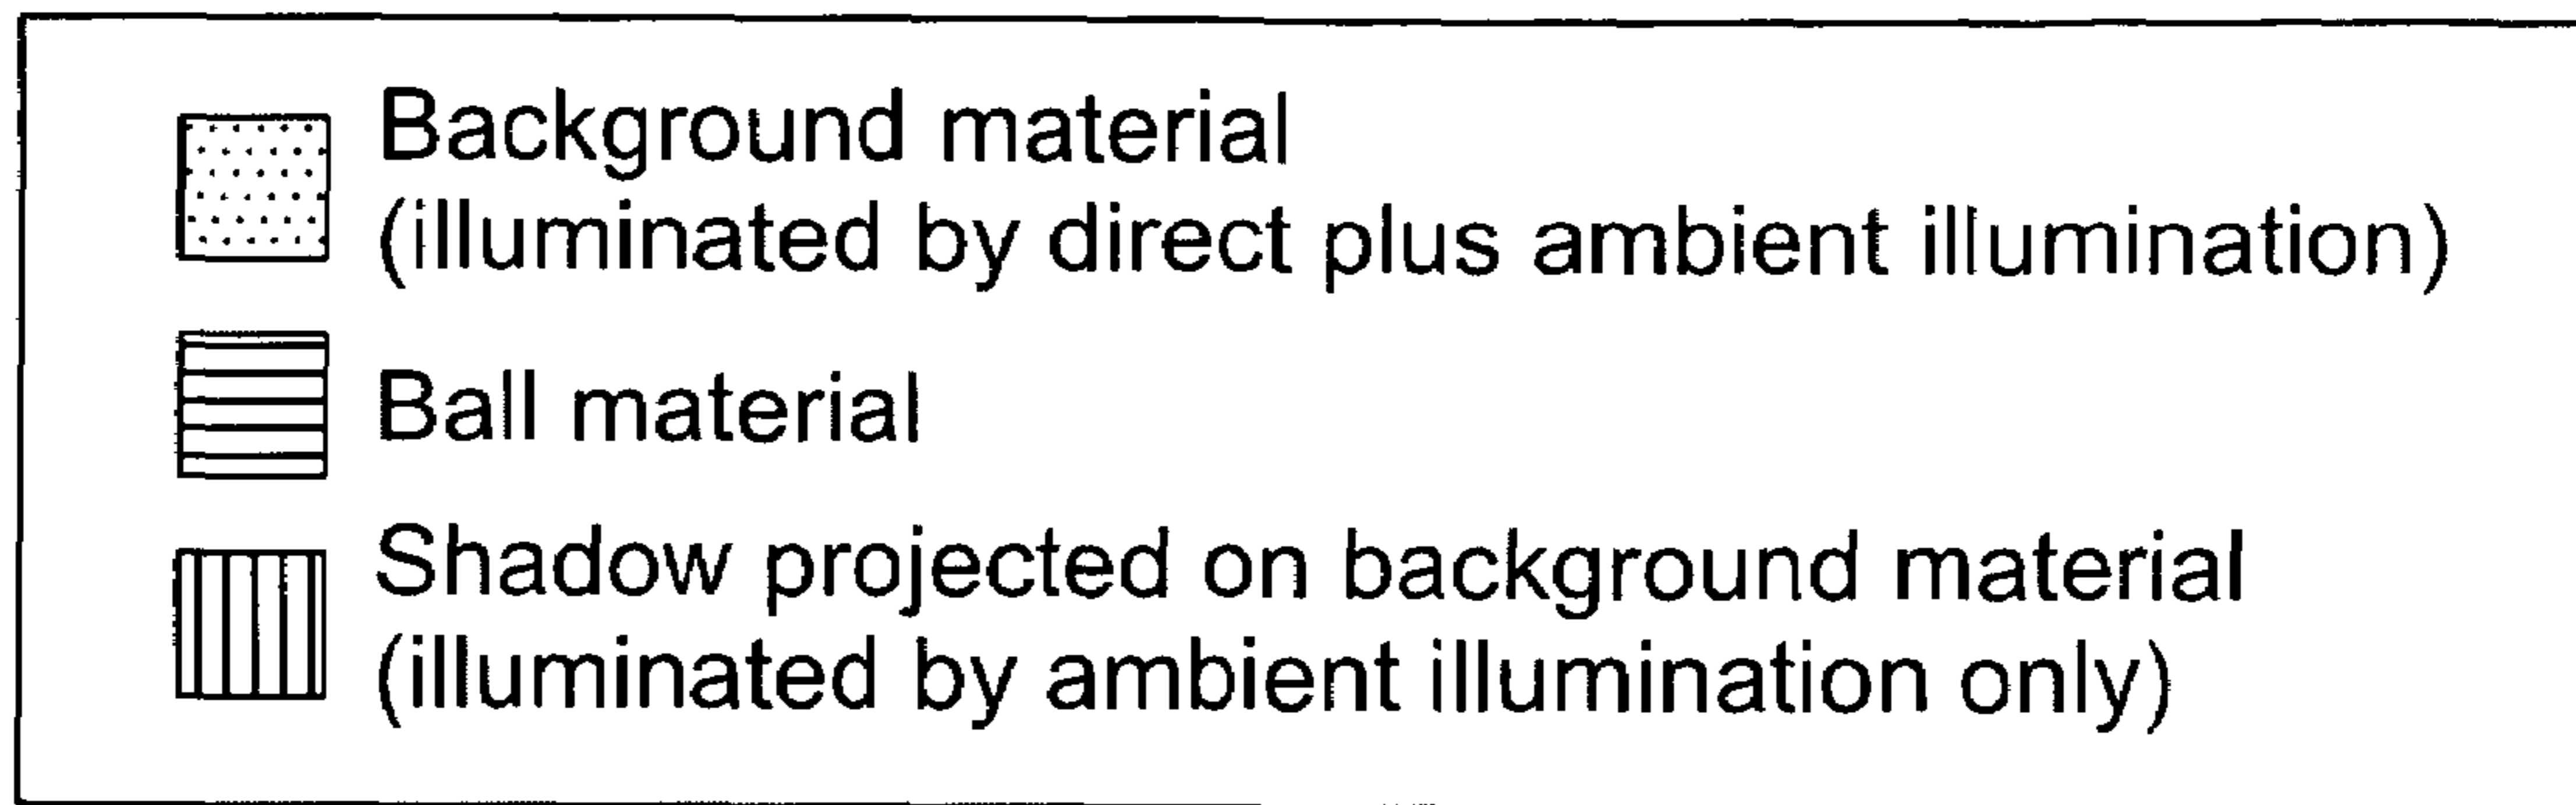 Background material
(illuminated by direct plus ambient illumination)
Ball material
Shadow projected on background material
(illuminated by ambient illumination only)